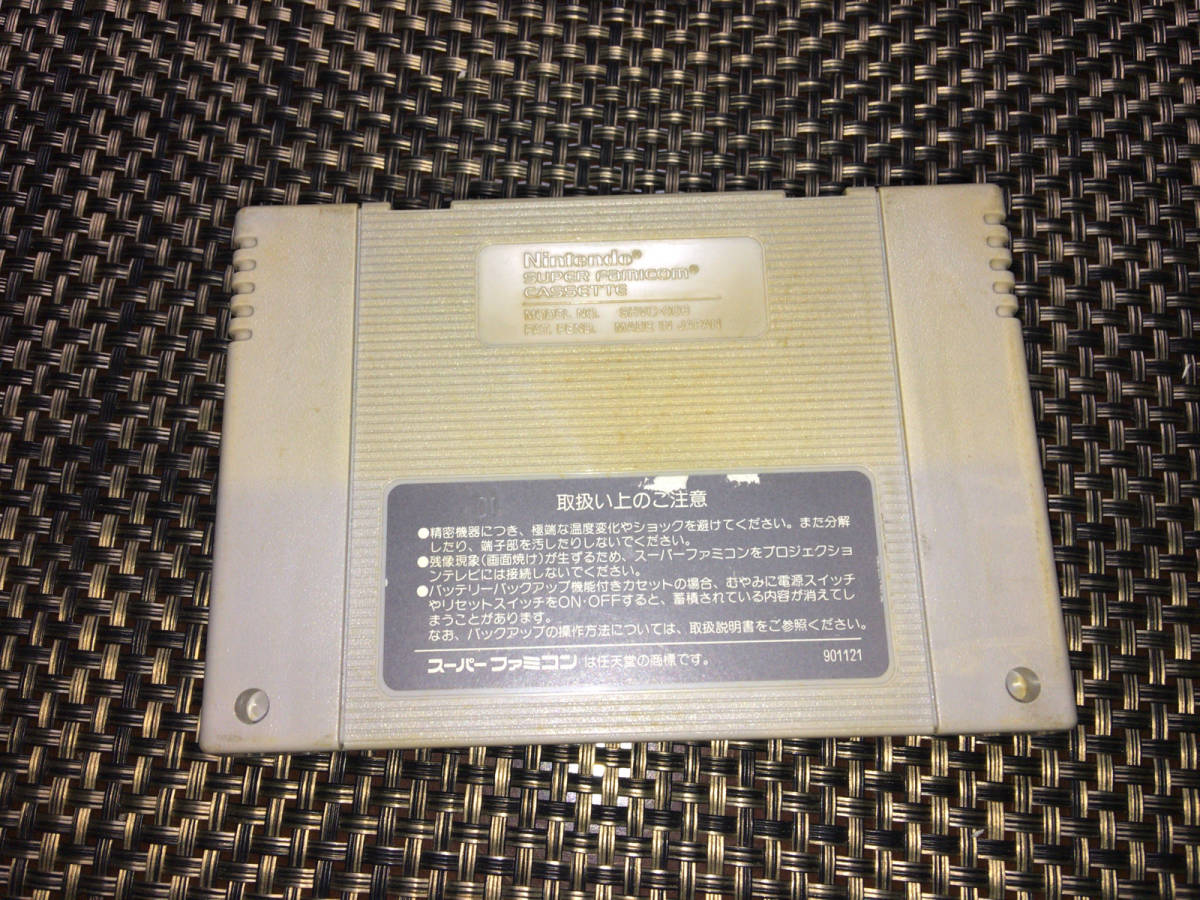 Nintendo®
SUPER FAMICOM®
CASSETTE
MODEL NO. SHVC-006
PAT. PEND. MADE IN JAPAN
取扱い上のご注意
●精密機器につき、極端な温度変化やショックを避けてください。また分解
したり、端子部を汚したりしないでください。
●残像現象(画面焼け)が生ずるため、スーパーファミコンをプロジェクショ
ンテレビには接続しないでください。
●バッテリーバックアップ機能付きカセットの場合、むやみに電源スイッチ
やリセットスイッチをON・OFFすると、蓄積されている内容が消えてし
まうことがあります。
なお、バックアップの操作方法については、取扱説明書をご参照ください。
スーパーファミコン は任天堂の商標です。 901121